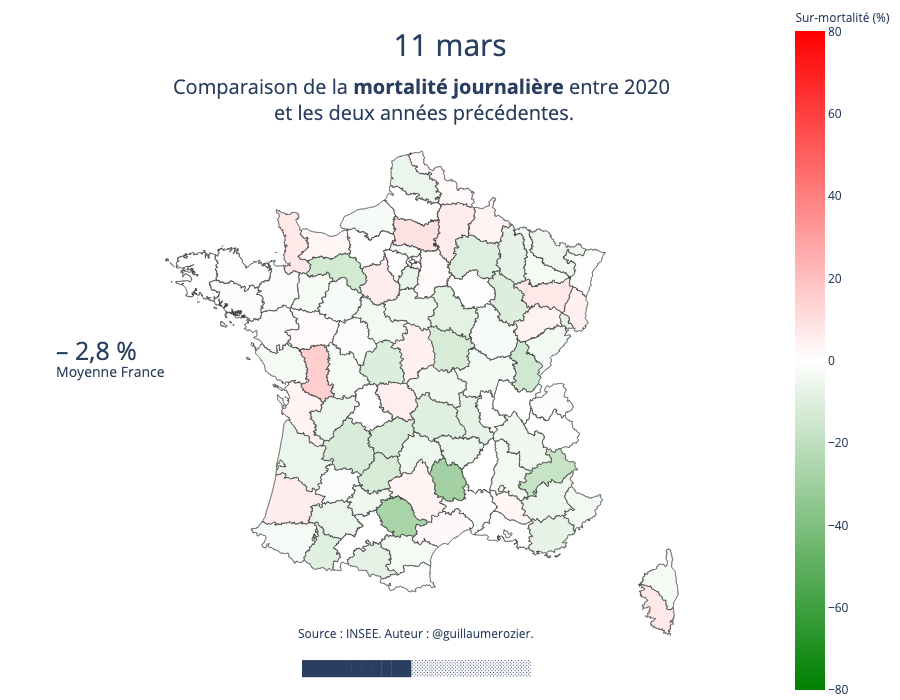 Sur-mortalité (%)
11 mars
Comparaison de la mortalité journalière entre 2020
et les deux années précédentes.
80
60
40
20
0
−20
−40
−60
−80
– 2,8 %
Moyenne France
Source : INSEE. Auteur : @guillaumerozier.